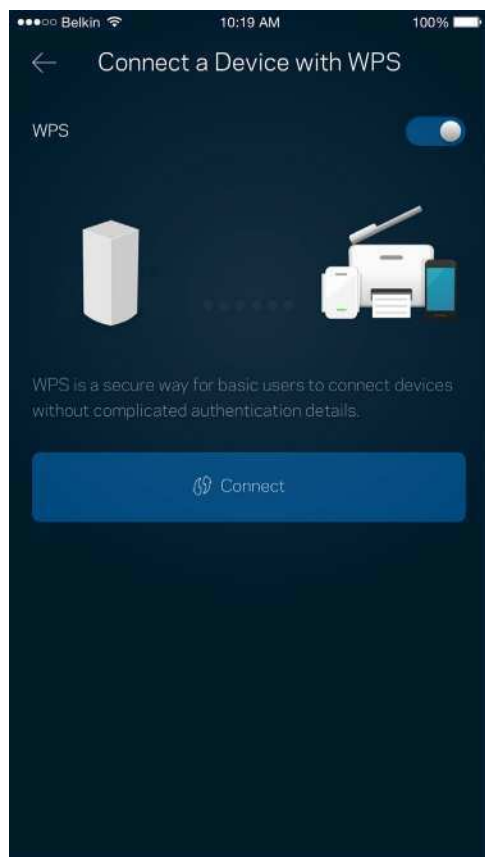 ●●●○○ Belkin 10:19 AM 100%
← Connect a Device with WPS
WPS
WPS is a secure way for basic users to connect devices
without complicated authentication details.
Connect